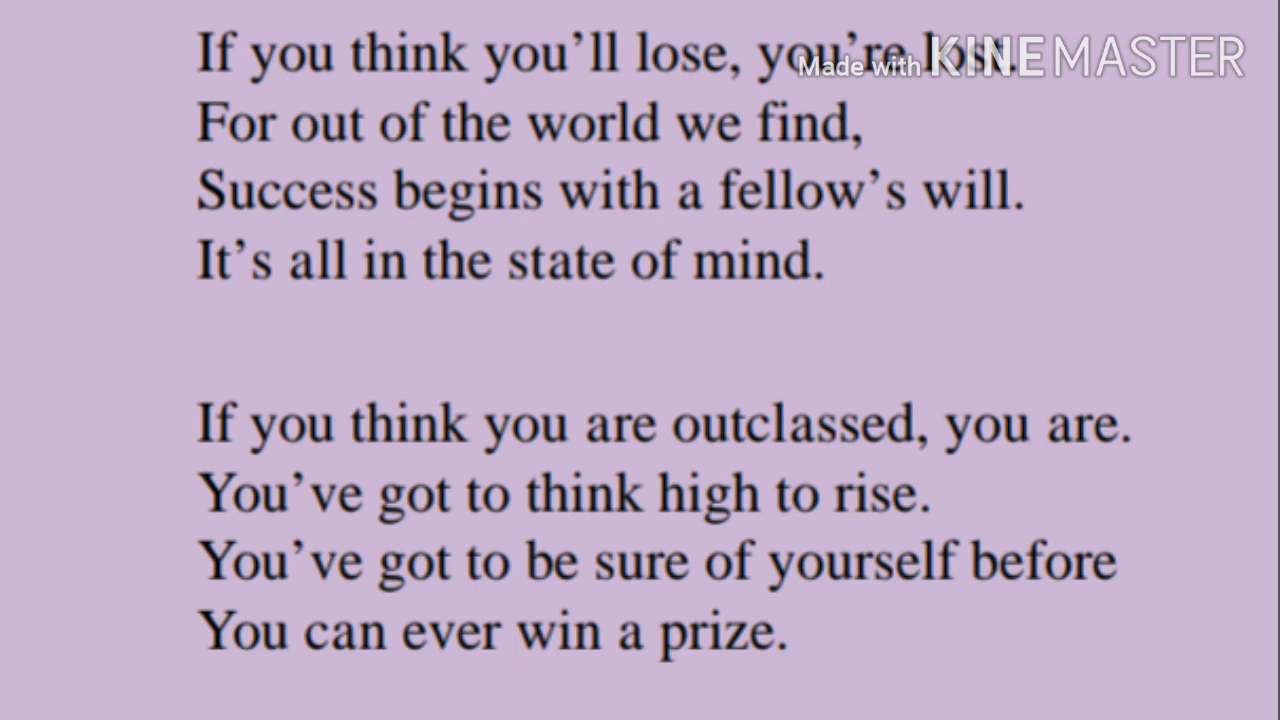 If you think you’ll lose, you’re lost.
Made with KINEMASTER
For out of the world we find,
Success begins with a fellow’s will.
It’s all in the state of mind.
If you think you are outclassed, you are.
You’ve got to think high to rise.
You’ve got to be sure of yourself before
You can ever win a prize.